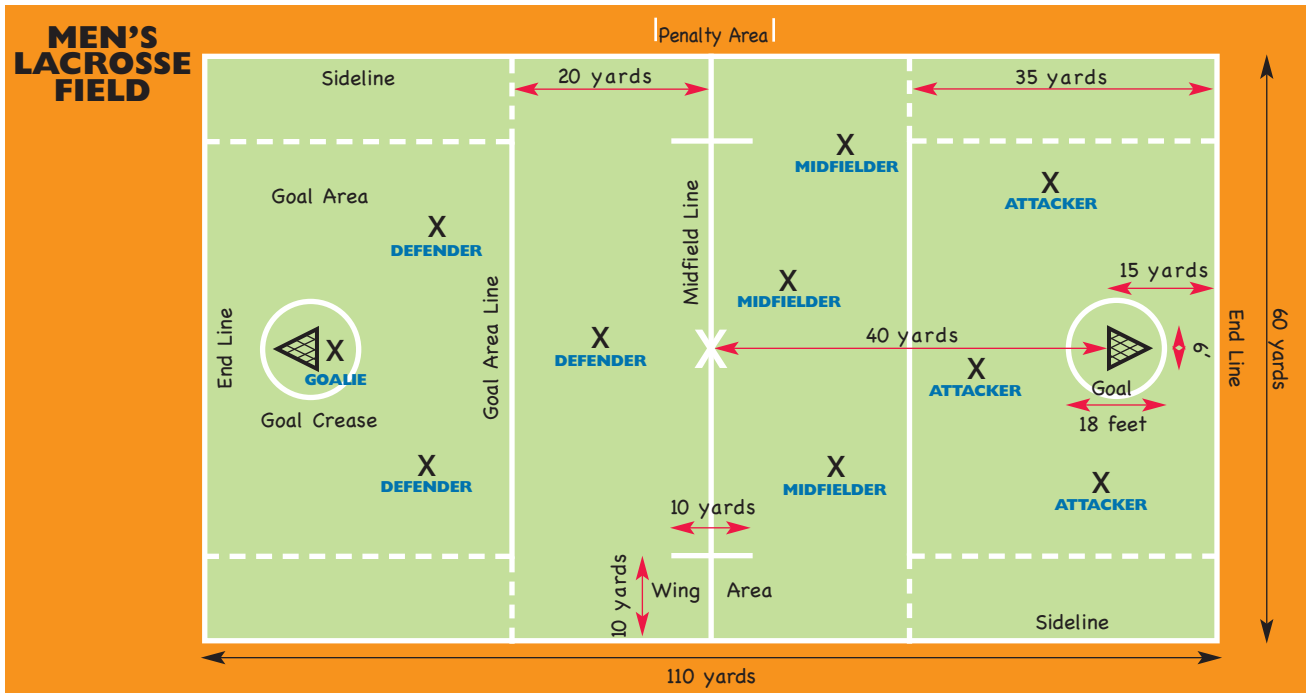 MEN'S
LACROSSE
FIELD
Penalty Area
Sideline
20 yards
35 yards
X
MIDFIELDER
X
ATTACKER
Goal Area
X
DEFENDER
Midfield Line
X
MIDFIELDER
15 yards
End Line
X
GOALIE
Goal Crease
Goal Area Line
X
DEFENDER
X
40 yards
X
ATTACKER
Goal
6'
18 feet
End Line
60 yards
X
DEFENDER
X
MIDFIELDER
X
ATTACKER
10 yards
10 yards
Wing Area
Sideline
110 yards